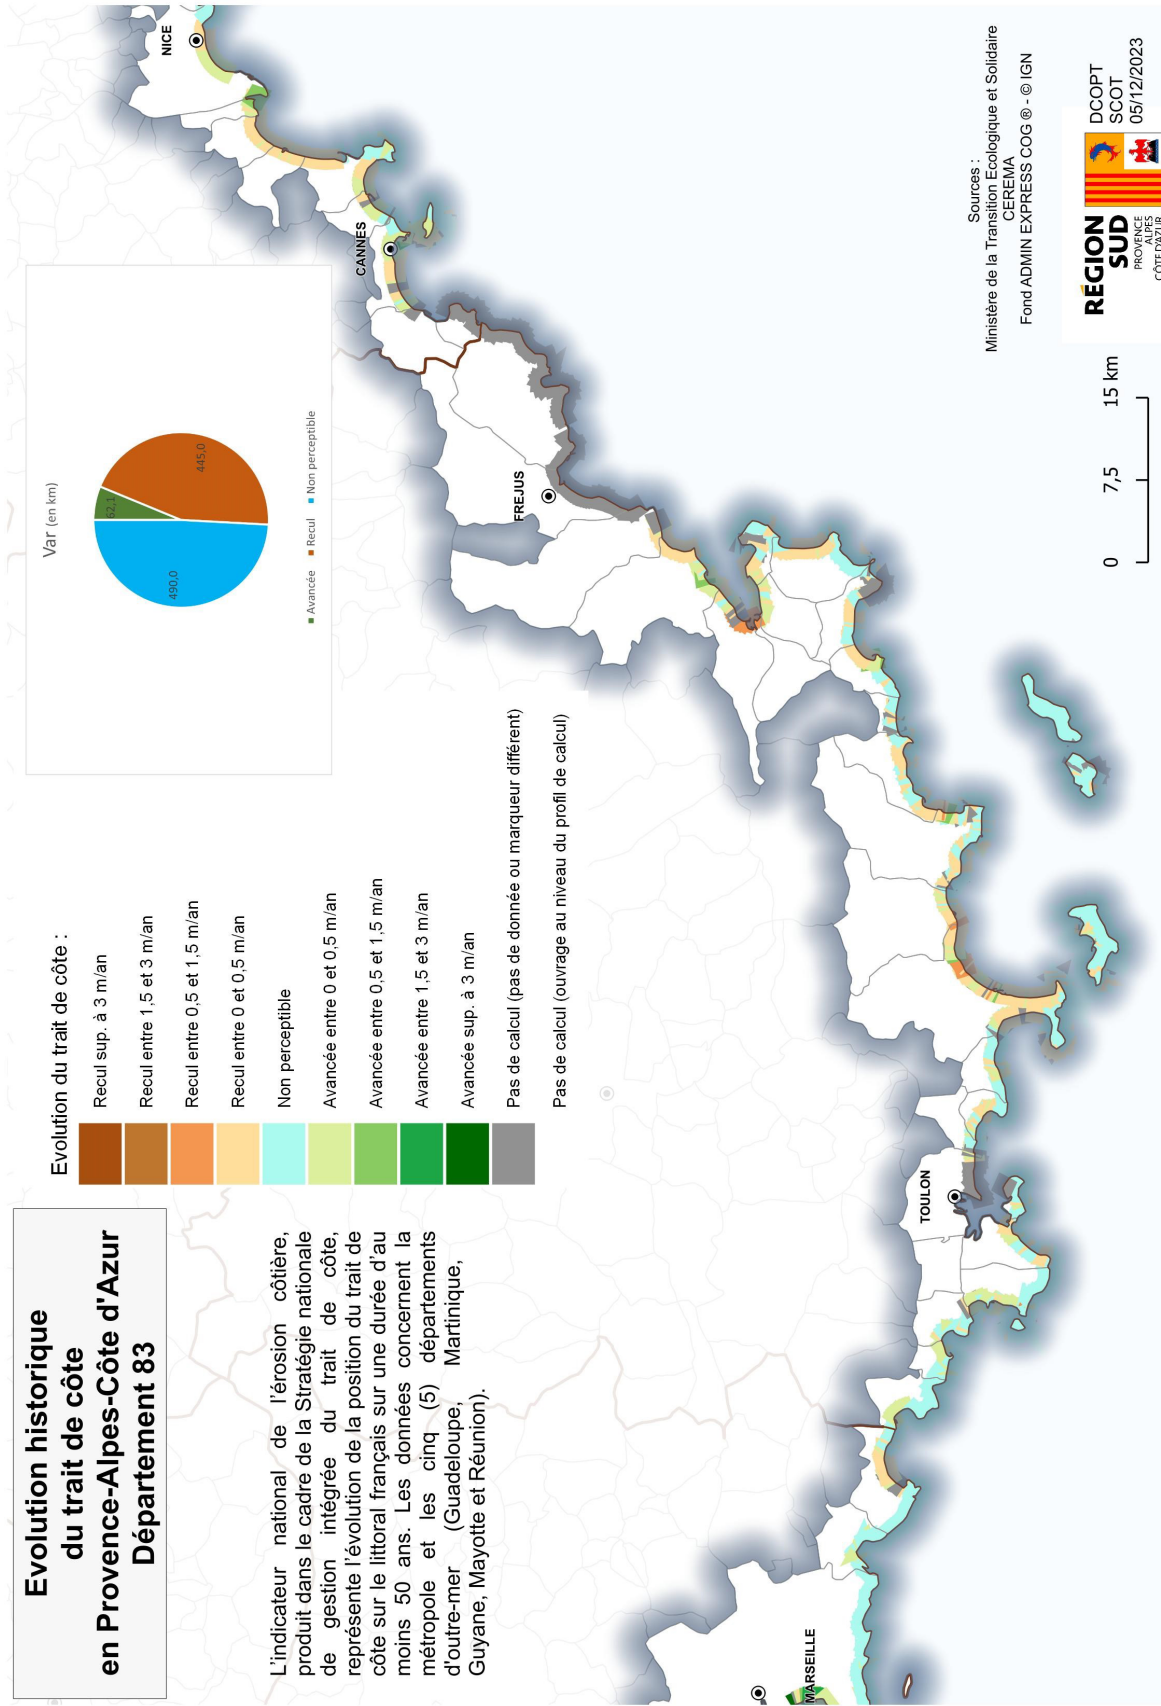 Evolution historique
du trait de côte
en Provence-Alpes-Côte d'Azur
Département 83
L'indicateur national de l'érosion côtière,
produit dans le cadre de la Stratégie nationale
de gestion intégrée du trait de côte,
représente l'évolution de la position du trait de
côte sur le littoral français sur une durée d'au
moins 50 ans. Les données concernent la
métropole et les cinq (5) départements
d'outre-mer (Guadeloupe, Martinique,
Guyane, Mayotte et Réunion).
Evolution du trait de côte :
Recul sup. à 3 m/an
Recul entre 1,5 et 3 m/an
Recul entre 0,5 et 1,5 m/an
Recul entre 0 et 0,5 m/an
Non perceptible
Avancée entre 0 et 0,5 m/an
Avancée entre 0,5 et 1,5 m/an
Avancée entre 1,5 et 3 m/an
Avancée sup. à 3 m/an
Pas de calcul (pas de donnée ou marqueur différent)
Pas de calcul (ouvrage au niveau du profil de calcul)
Var (en km)
62,1
490,0
445,0
Avancée
Recul
Non perceptible
NICE
CANNES
FREJUS
TOULON
MARSEILLE
0
7,5
15 km
Sources :
Ministère de la Transition Ecologique et Solidaire
CEREMA
Fond ADMIN EXPRESS COG ® - © IGN
RÉGION
SUD
PROVENCE
ALPES
CÔTE D'AZUR
DCOPT
SCOT
05/12/2023